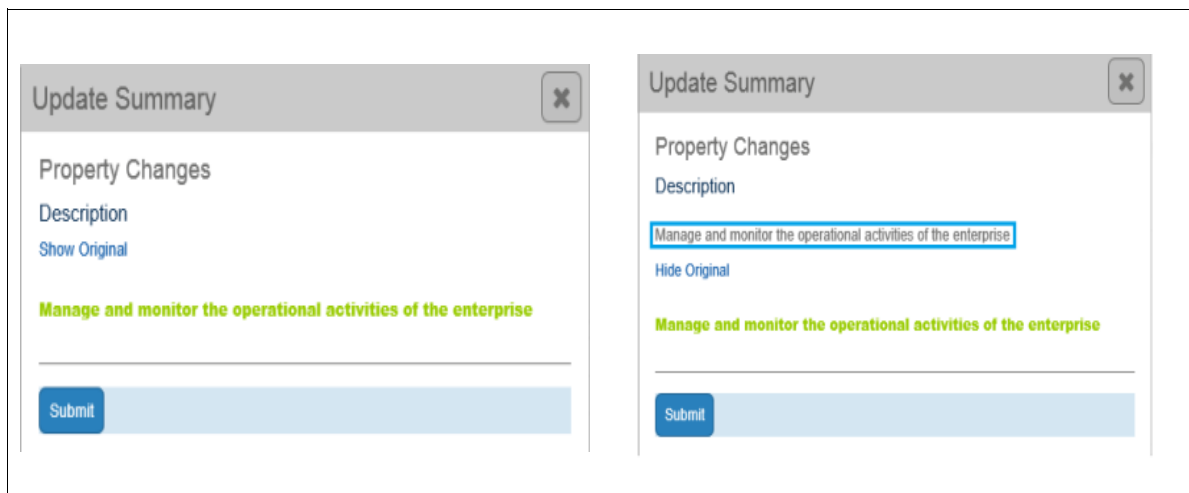 Update Summary
Property Changes
Description
Show Original
Manage and monitor the operational activities of the enterprise
Submit
Update Summary
Property Changes
Description
Manage and monitor the operational activities of the enterprise
Hide Original
Manage and monitor the operational activities of the enterprise
Submit